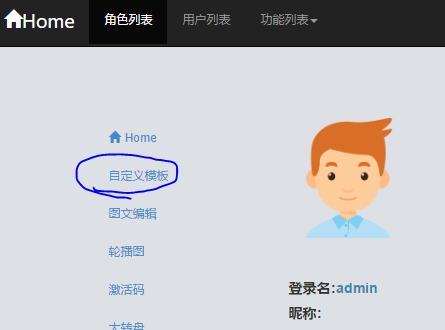 Home 角色列表 用户列表 功能列表
Home
自定义模板
图文编辑
轮播图
激活码
大转盘
登录名:admin
昵称: